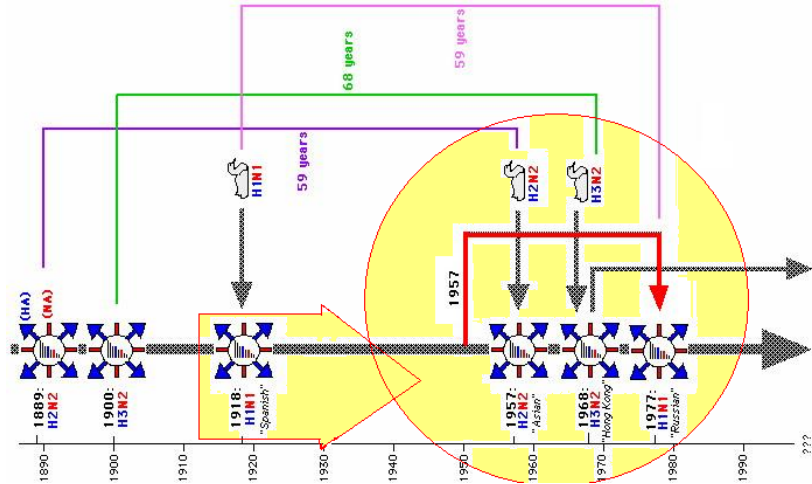 59 years
68 years
59 years
H1N1
H2N2
H3N2
(HA)
(NA)
1957
1889:
H2N2
1900:
H3N2
1918:
H1N1
"Spanish"
1957:
H2N2
"Asian"
1968:
H3N2
"Hong Kong"
1977:
H1N1
"Russian"
1890
1900
1910
1920
1930
1940
1950
1960
1970
1980
1990
???